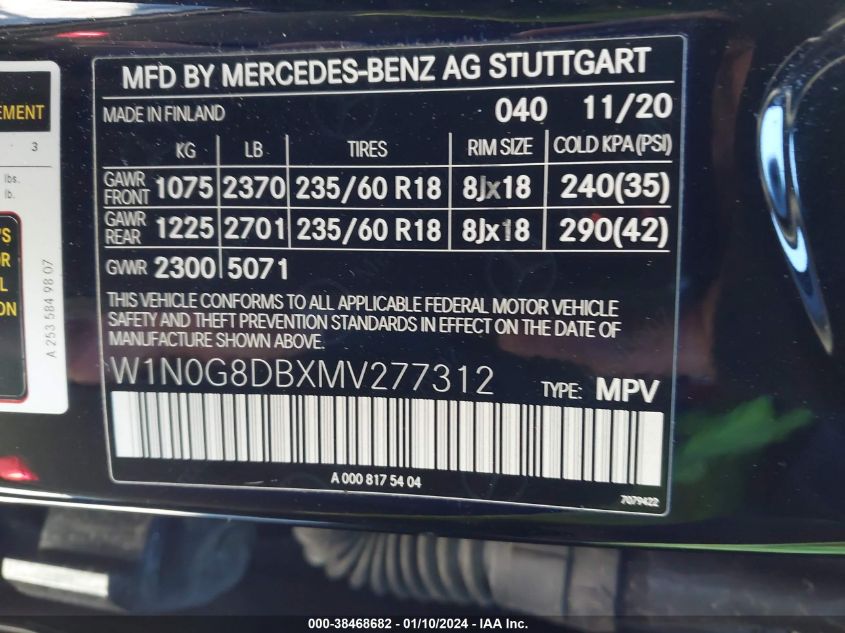 MFD BY MERCEDES-BENZ AG STUTTGART
MADE IN FINLAND 040 11/20
KG LB TIRES RIM SIZE COLD KPA(PSI)
GAWR FRONT 1075 2370 235/60 R18 8Jx18 240(35)
GAWR REAR 1225 2701 235/60 R18 8Jx18 290(42)
GVWR 2300 5071
THIS VEHICLE CONFORMS TO ALL APPLICABLE FEDERAL MOTOR VEHICLE
SAFETY AND THEFT PREVENTION STANDARDS IN EFFECT ON THE DATE OF
MANUFACTURE SHOWN ABOVE.
W1N0G8DBXMV277312 TYPE: MPV
A 000 817 54 04
7079422
EMENT
3
lbs.
lb.
'S
OR
L
ON
A 253 584 98 07
000-38468682 - 01/10/2024 - IAA Inc.